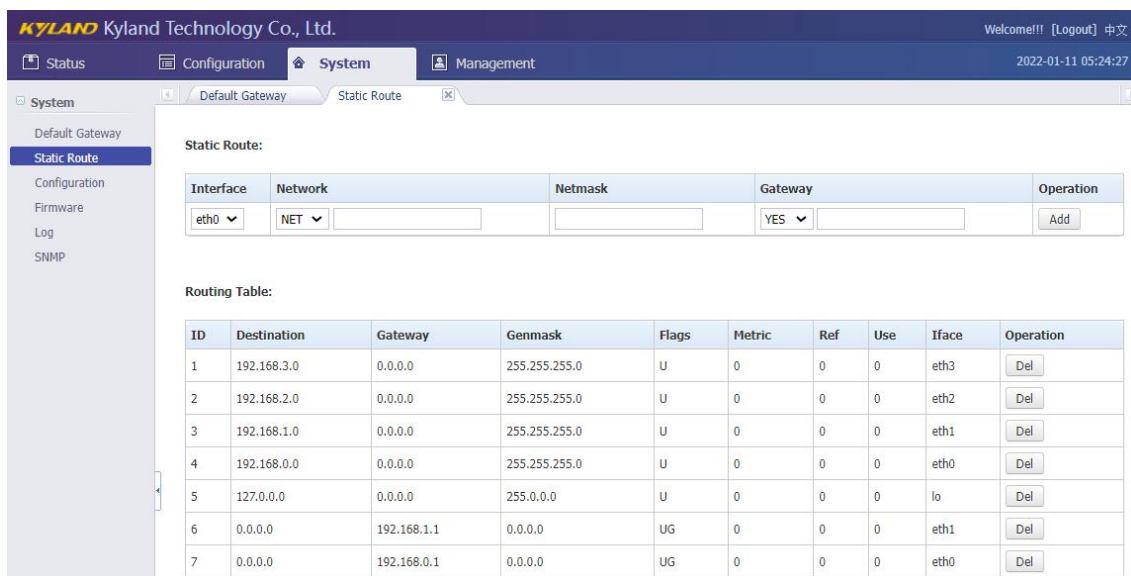 KYLAND Kyland Technology Co., Ltd. Welcome!!! [Logout] 中文
Status Configuration System Management 2022-01-11 05:24:27
System Default Gateway Static Route
Default Gateway
Static Route
Configuration
Firmware
Log
SNMP
Static Route:
Interface Network Netmask Gateway Operation
eth0 NET YES Add
Routing Table:
ID Destination Gateway Genmask Flags Metric Ref Use Iface Operation
1 192.168.3.0 0.0.0.0 255.255.255.0 U 0 0 0 eth3 Del
2 192.168.2.0 0.0.0.0 255.255.255.0 U 0 0 0 eth2 Del
3 192.168.1.0 0.0.0.0 255.255.255.0 U 0 0 0 eth1 Del
4 192.168.0.0 0.0.0.0 255.255.255.0 U 0 0 0 eth0 Del
5 127.0.0.0 0.0.0.0 255.0.0.0 U 0 0 0 lo Del
6 0.0.0.0 192.168.1.1 0.0.0.0 UG 0 0 0 eth1 Del
7 0.0.0.0 192.168.0.1 0.0.0.0 UG 0 0 0 eth0 Del